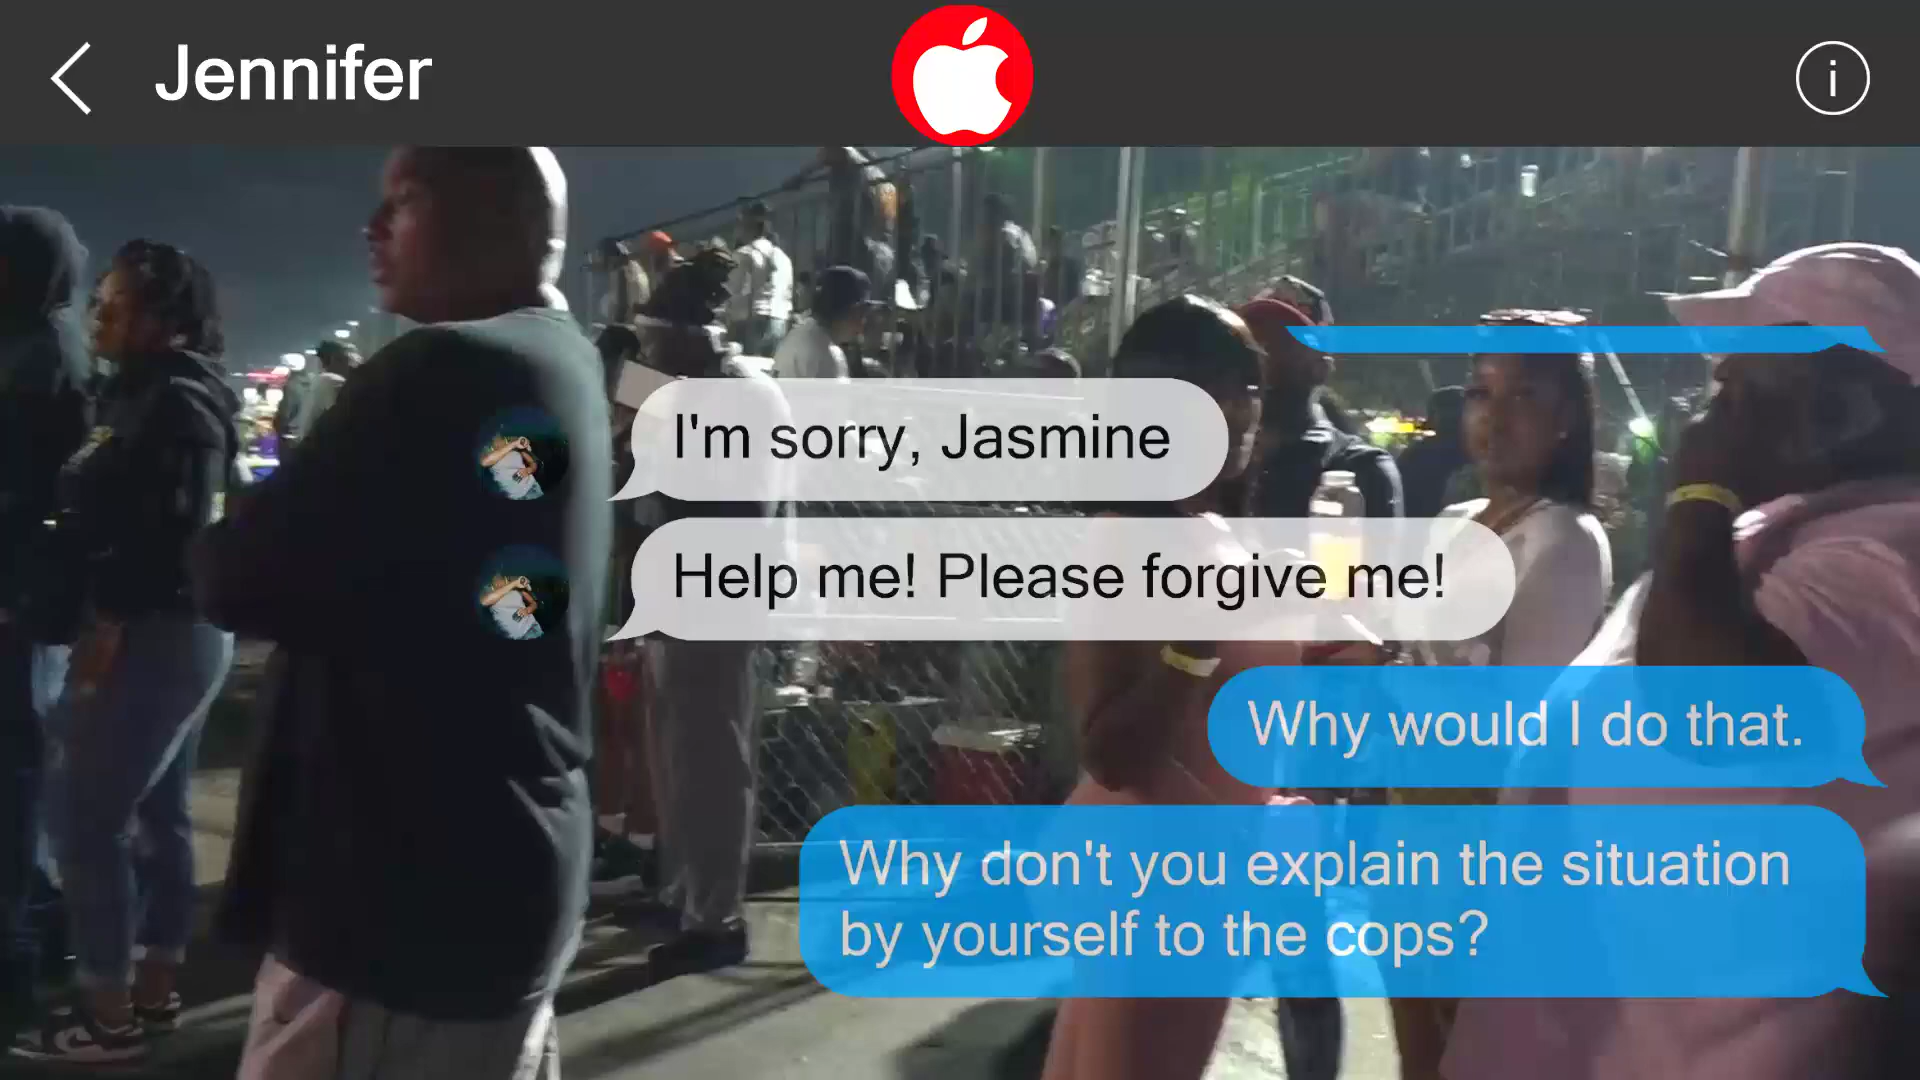 Jennifer
i
I'm sorry, Jasmine
Help me! Please forgive me!
Why would I do that.
Why don't you explain the situation
by yourself to the cops?